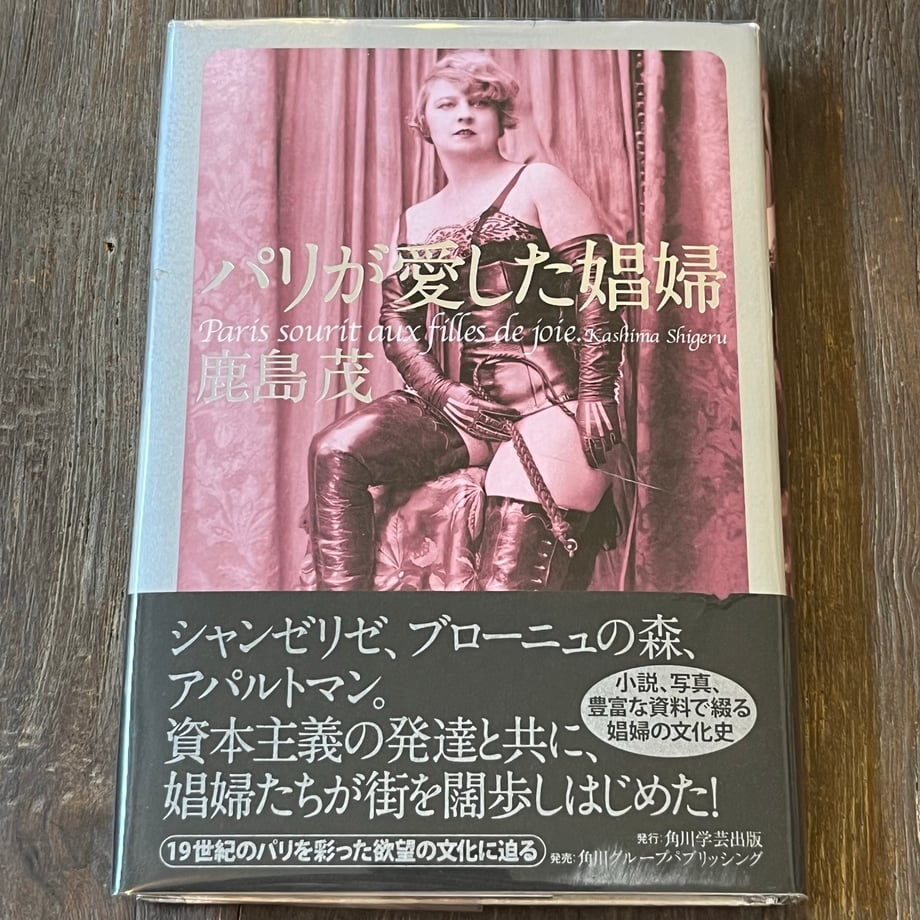 パリが愛した娼婦
Paris sourit aux filles de joie. Kashima Shigeru
鹿島 茂
シャンゼリゼ、ブローニュの森、
アパルトマン。
資本主義の発達と共に、
娼婦たちが街を闊歩しはじめた!
小説、写真、
豊富な資料で綴る
娼婦の文化史
19世紀のパリを彩った欲望の文化に迫る
発行:角川学芸出版
発売:角川グループパブリッシング